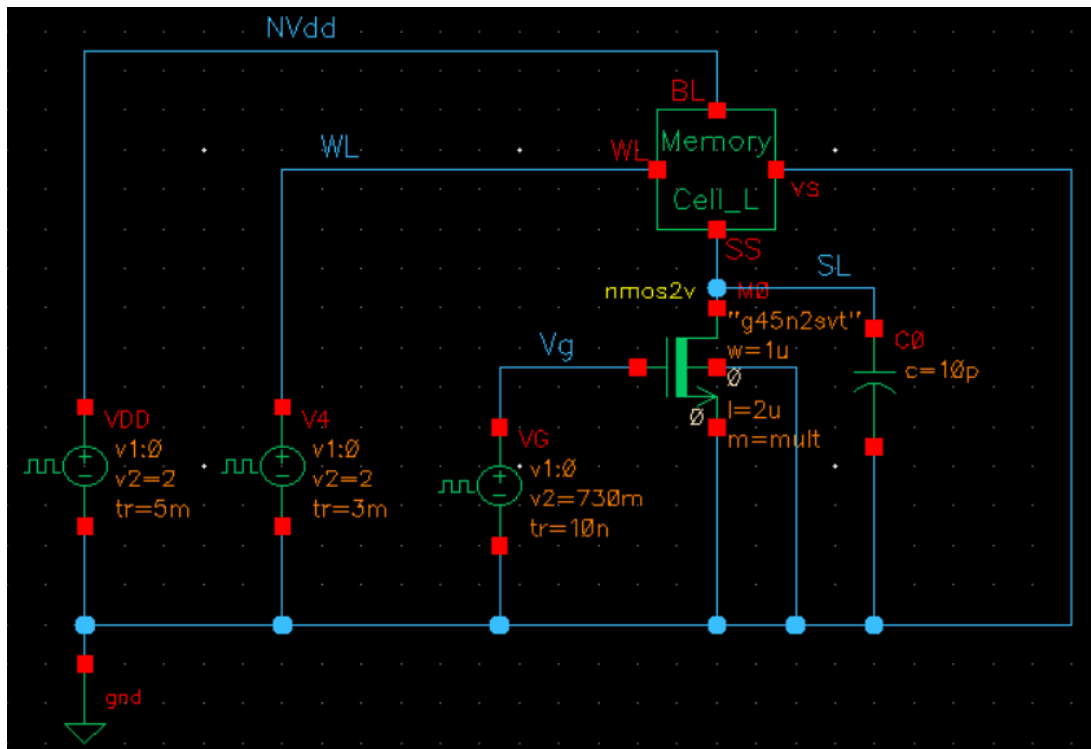 NVdd
BL
WL
WL
Memory
Cell_L
vs
SS
SL
nmos2v
M0
"g45n2svt"
w=1u
C0
c=10p
Vg
0
0
l=2u
m=mult
VDD
v1:0
v2=2
tr=5m
V4
v1:0
v2=2
tr=3m
VG
v1:0
v2=730m
tr=10n
gnd